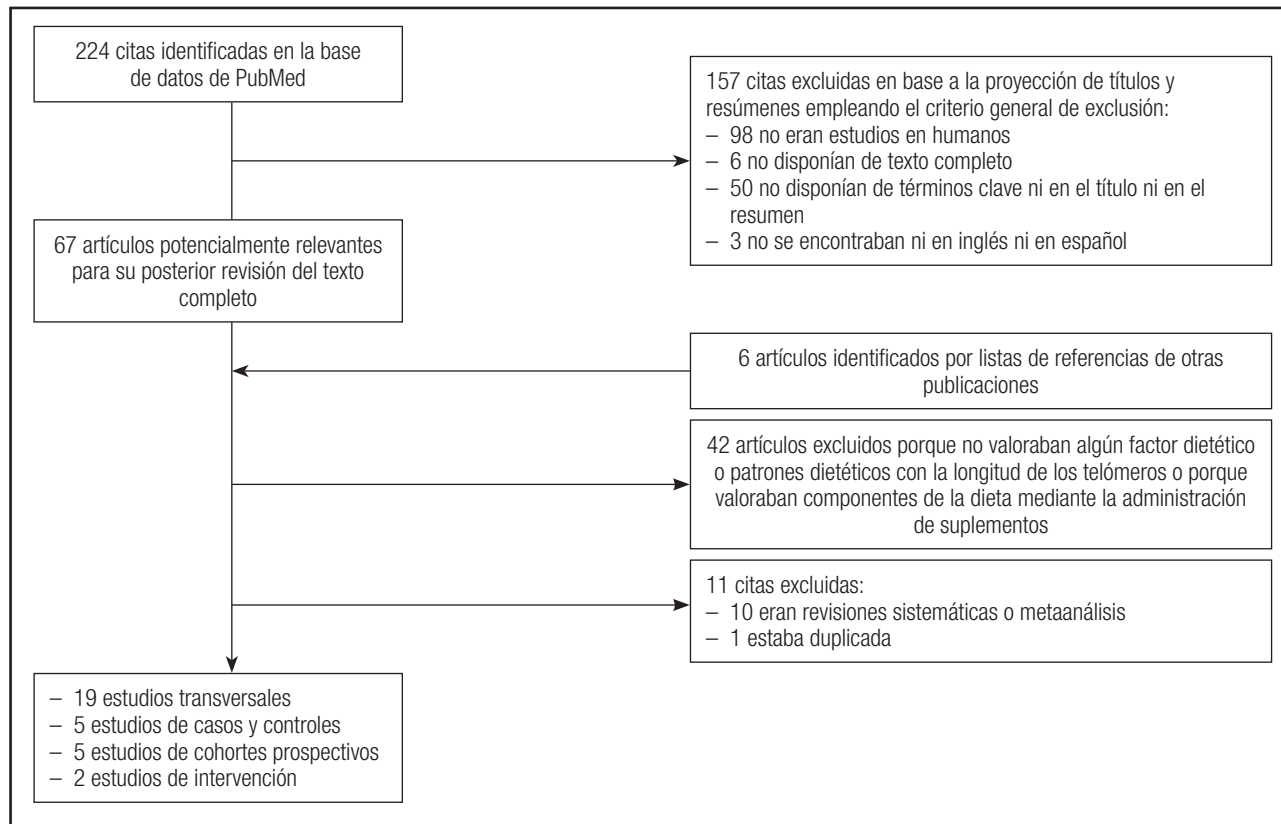 224 citas identificadas en la base
de datos de PubMed
157 citas excluidas en base a la proyección de títulos y
resúmenes empleando el criterio general de exclusión:
– 98 no eran estudios en humanos
– 6 no disponían de texto completo
– 50 no disponían de términos clave ni en el título ni en el
resumen
– 3 no se encontraban ni en inglés ni en español
67 artículos potencialmente relevantes
para su posterior revisión del texto
completo
6 artículos identificados por listas de referencias de otras
publicaciones
42 artículos excluidos porque no valoraban algún factor dietético
o patrones dietéticos con la longitud de los telómeros o porque
valoraban componentes de la dieta mediante la administración
de suplementos
11 citas excluidas:
– 10 eran revisiones sistemáticas o metaanálisis
– 1 estaba duplicada
– 19 estudios transversales
– 5 estudios de casos y controles
– 5 estudios de cohortes prospectivos
– 2 estudios de intervención